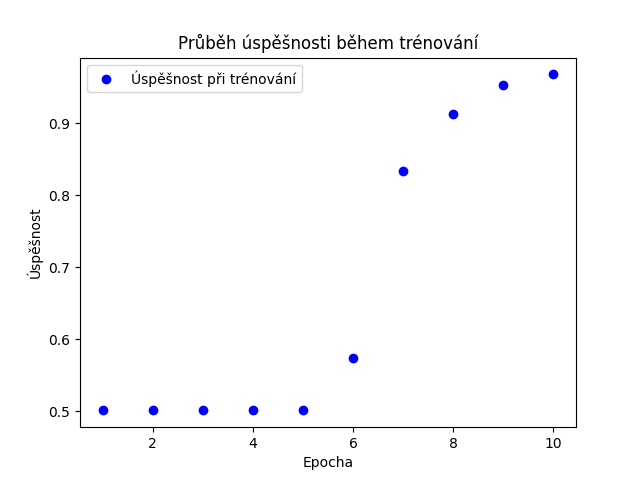 Průběh úspěšnosti během trénování
Úspěšnost při trénování
0.9
0.8
0.7
0.6
0.5
Úspěšnost
2
4
6
8
10
Epocha